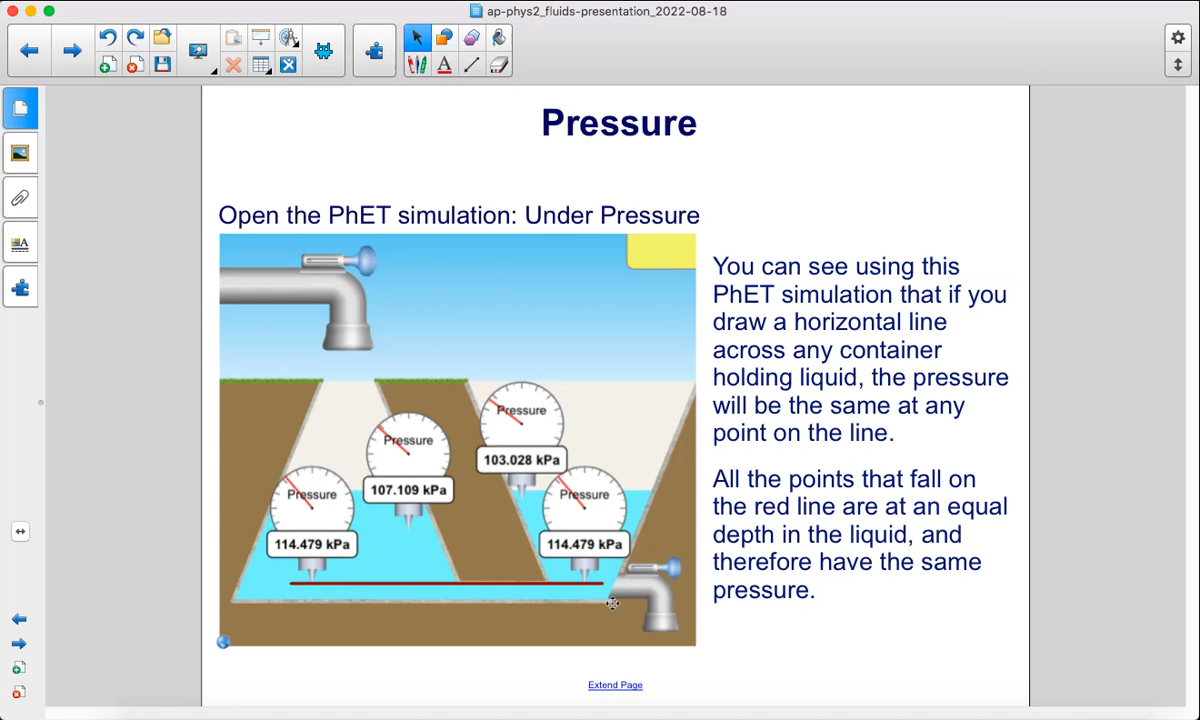 ap-phys2_fluids-presentation_2022-08-18
Pressure
Open the PhET simulation: Under Pressure
Pressure
103.028 kPa
Pressure
107.109 kPa
Pressure
114.479 kPa
Pressure
114.479 kPa
You can see using this
PhET simulation that if you
draw a horizontal line
across any container
holding liquid, the pressure
will be the same at any
point on the line.
All the points that fall on
the red line are at an equal
depth in the liquid, and
therefore have the same
pressure.
Extend Page